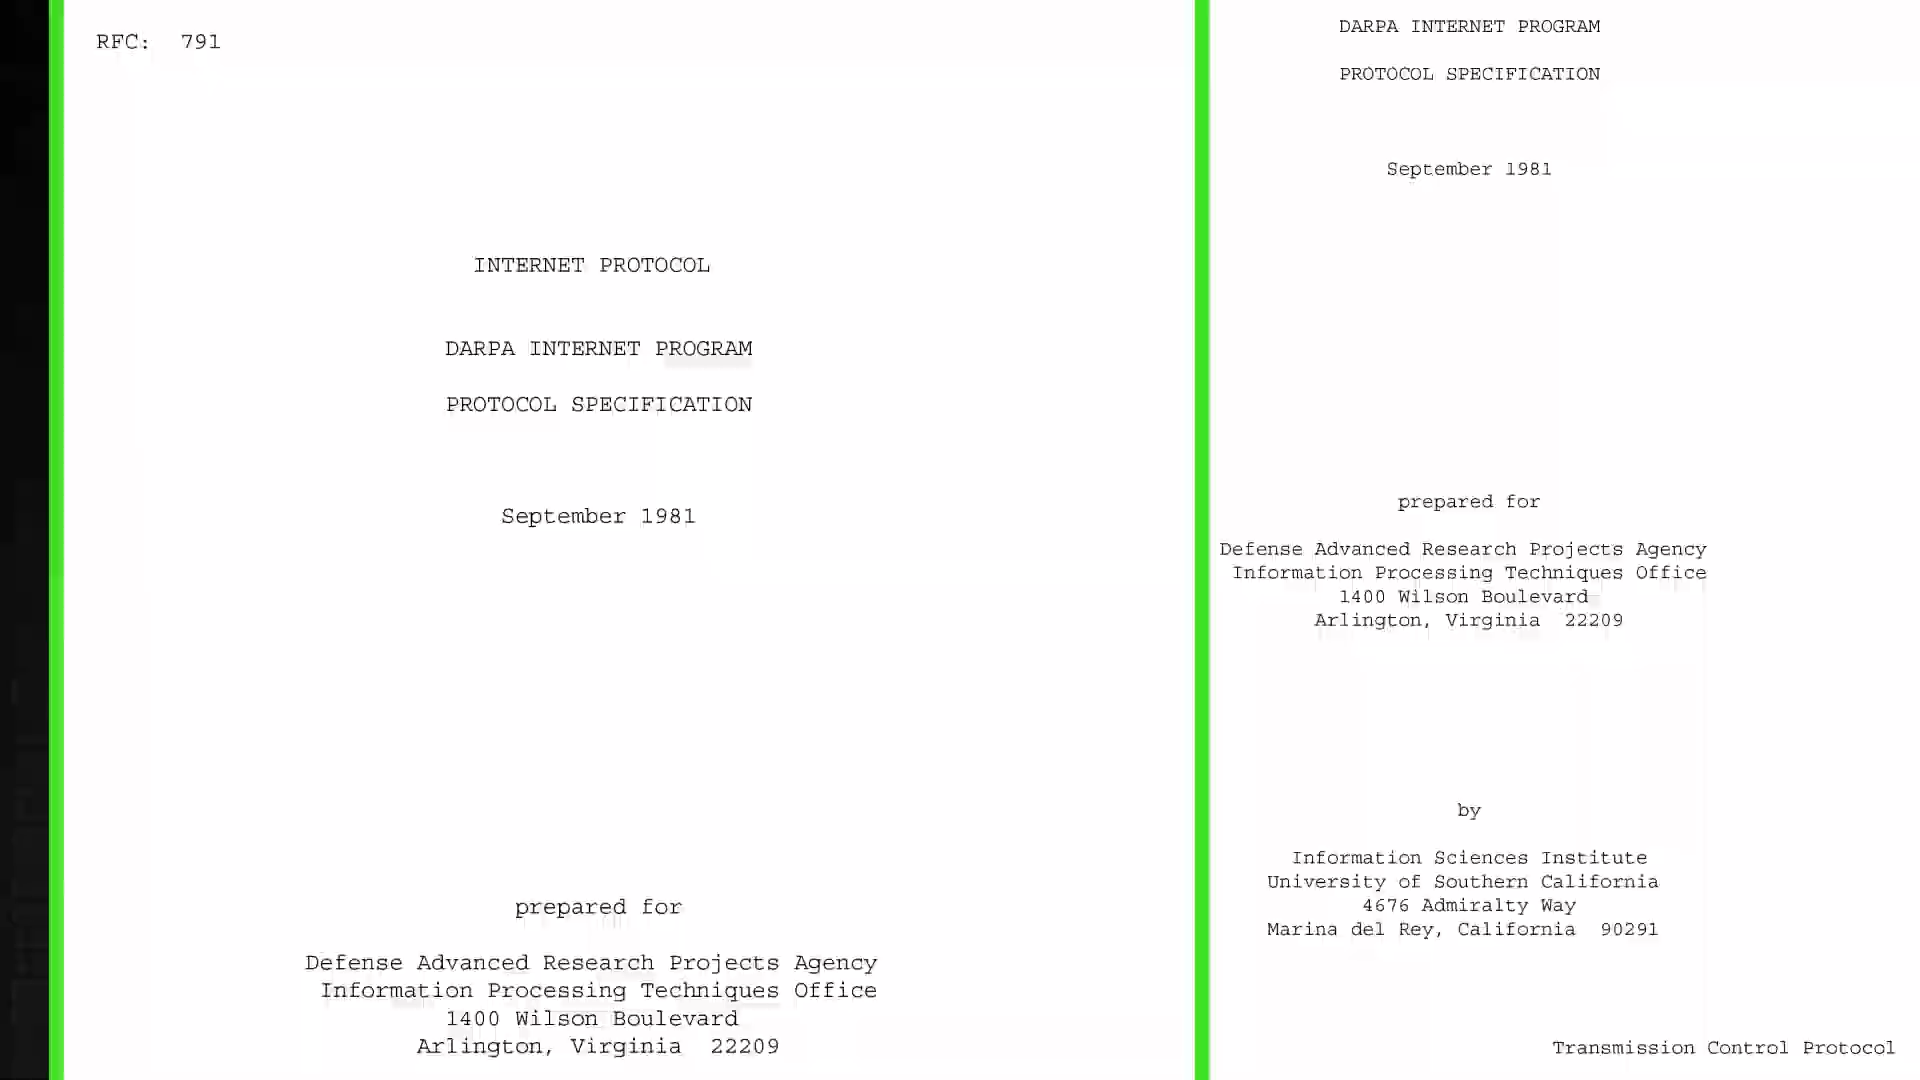 RFC: 791
INTERNET PROTOCOL
DARPA INTERNET PROGRAM
PROTOCOL SPECIFICATION
September 1981
prepared for
Defense Advanced Research Projects Agency
Information Processing Techniques Office
1400 Wilson Boulevard
Arlington, Virginia 22209
DARPA INTERNET PROGRAM
PROTOCOL SPECIFICATION
September 1981
prepared for
Defense Advanced Research Projects Agency
Information Processing Techniques Office
1400 Wilson Boulevard
Arlington, Virginia 22209
by
Information Sciences Institute
University of Southern California
4676 Admiralty Way
Marina del Rey, California 90291
Transmission Control Protocol